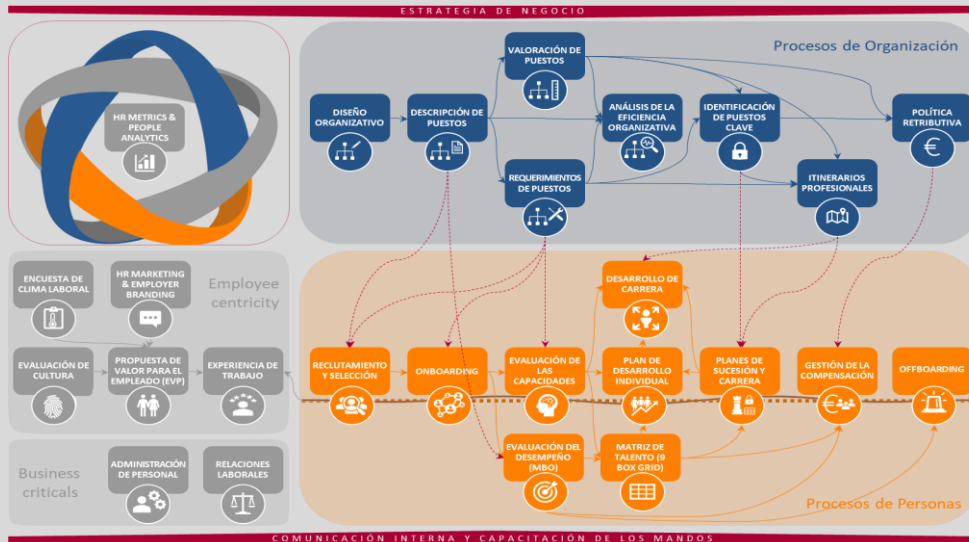 ESTRATEGIA DE NEGOCIO
HR METRICS &
PEOPLE
ANALYTICS
Procesos de Organización
VALORACIÓN DE
PUESTOS
DISEÑO
ORGANIZATIVO
DESCRIPCIÓN DE
PUESTOS
ANÁLISIS DE LA
EFICIENCIA
ORGANIZATIVA
IDENTIFICACIÓN
DE PUESTOS
CLAVE
POLÍTICA
RETRIBUTIVA
€
REQUERIMIENTOS
DE PUESTOS
ITINERARIOS
PROFESIONALES
Employee
centricity
ENCUESTA DE
CLIMA LABORAL
HR MARKETING
& EMPLOYER
BRANDING
EVALUACIÓN DE
CULTURA
PROPUESTA DE
VALOR PARA EL
EMPLEADO (EVP)
EXPERIENCIA DE
TRABAJO
Business
criticals
ADMINISTRACIÓN
DE PERSONAL
RELACIONES
LABORALES
DESARROLLO DE
CARRERA
RECLUTAMIENTO
Y SELECCIÓN
ONBOARDING
EVALUACIÓN DE
LAS
CAPACIDADES
PLAN DE
DESARROLLO
INDIVIDUAL
PLANES DE
SUCESIÓN Y
CARRERA
GESTIÓN DE LA
COMPENSACIÓN
€
OFFBOARDING
EVALUACIÓN DEL
DESEMPEÑO
(MBO)
MATRIZ DE
TALENTO (9
BOX GRID)
Procesos de Personas
COMUNICACIÓN INTERNA Y CAPACITACIÓN DE LOS MANDOS